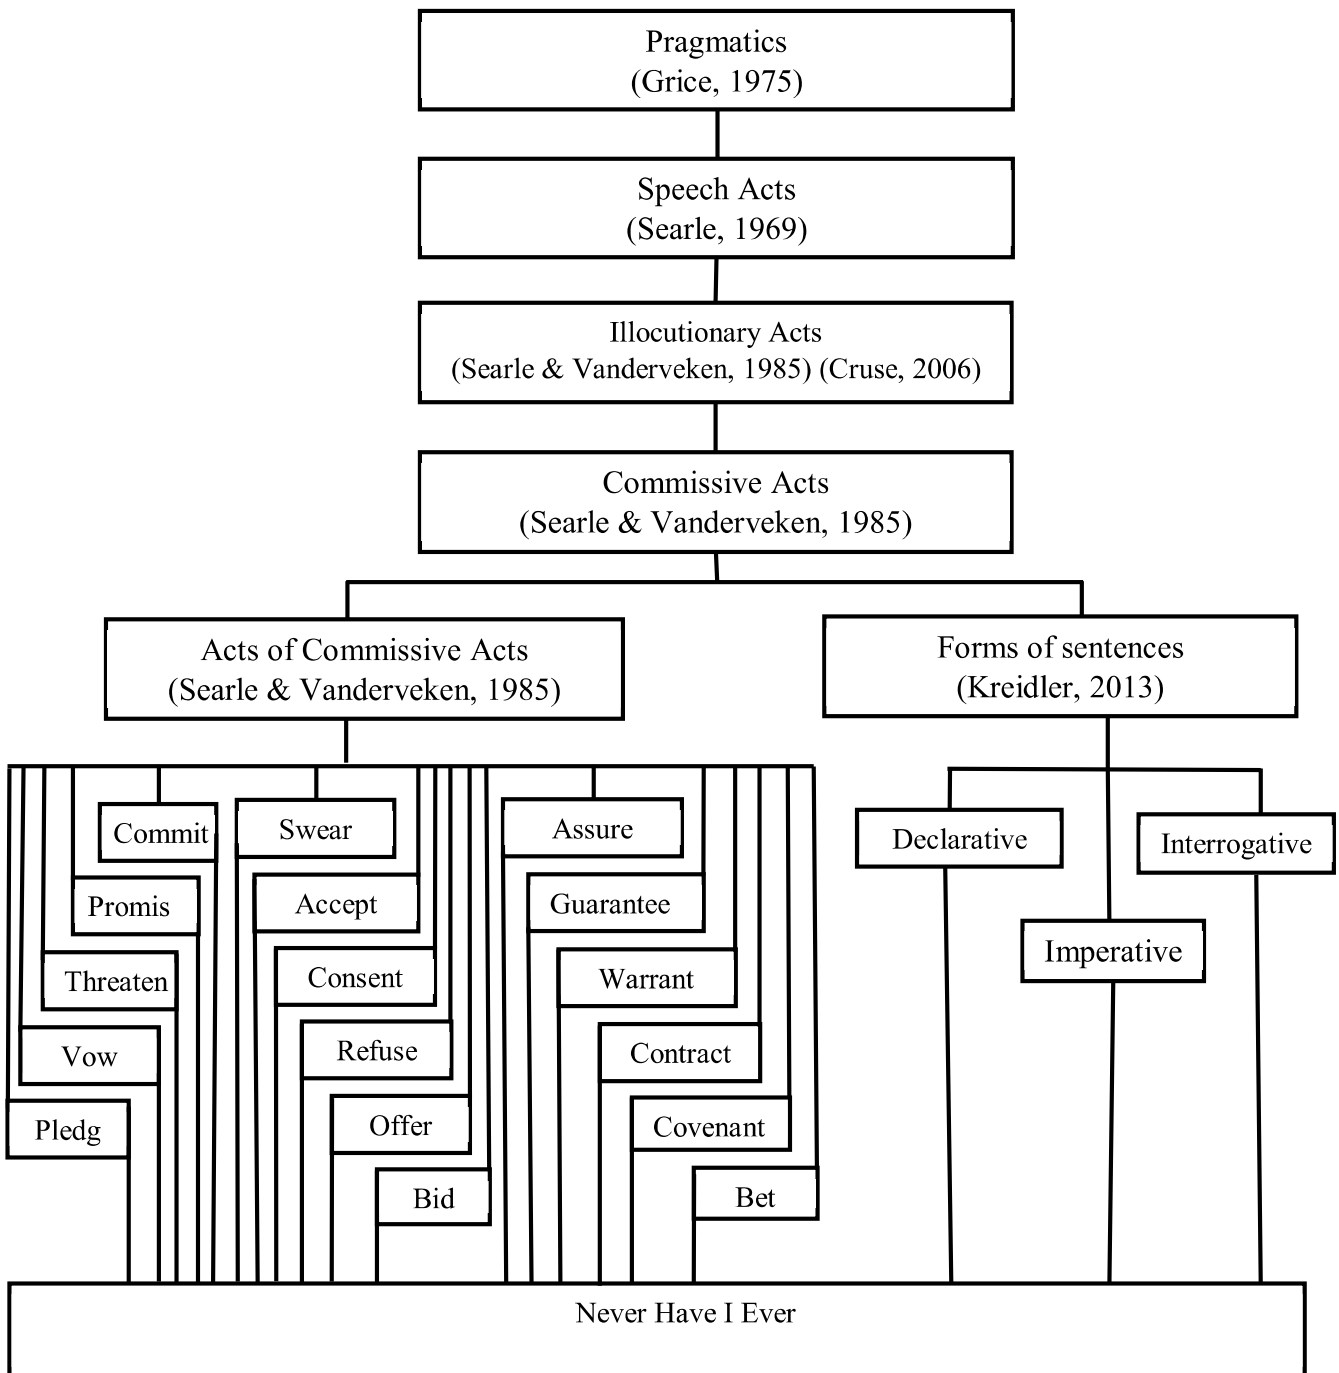 Pragmatics
(Grice, 1975)
Speech Acts
(Searle, 1969)
Illocutionary Acts
(Searle & Vanderveken, 1985) (Cruse, 2006)
Commissive Acts
(Searle & Vanderveken, 1985)
Acts of Commissive Acts
(Searle & Vanderveken, 1985)
Forms of sentences
(Kreidler, 2013)
Commit
Promis
Threaten
Vow
Pledg
Swear
Accept
Consent
Refuse
Offer
Bid
Assure
Guarantee
Warrant
Contract
Covenant
Bet
Declarative
Imperative
Interrogative
Never Have I Ever